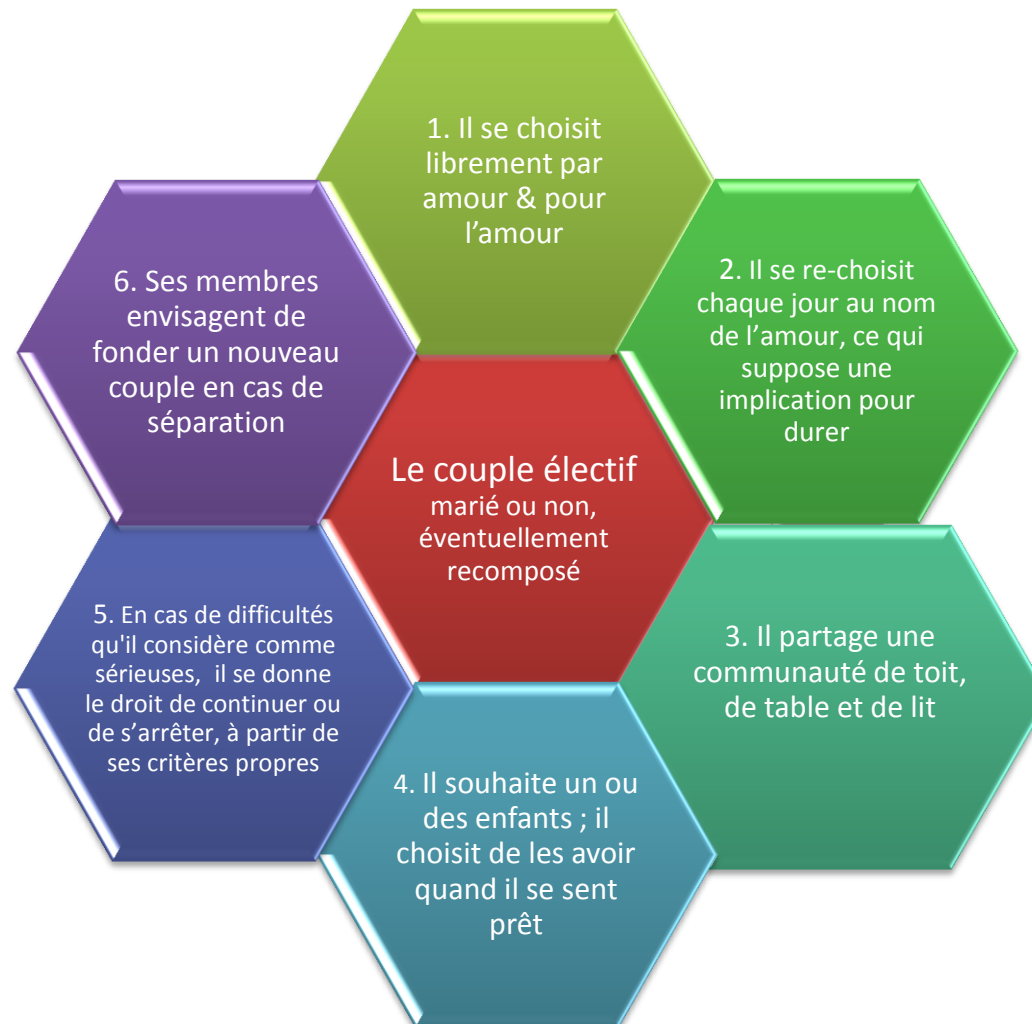 1. Il se choisit
librement par
amour & pour
l’amour
2. Il se re-choisit
chaque jour au nom
de l’amour, ce qui
suppose une
implication pour
durer
3. Il partage une
communauté de toit,
de table et de lit
4. Il souhaite un ou
des enfants ; il
choisit de les avoir
quand il se sent
prêt
5. En cas de difficultés
qu'il considère comme
sérieuses, il se donne
le droit de continuer ou
de s’arrêter, à partir de
ses critères propres
6. Ses membres
envisagent de
fonder un nouveau
couple en cas de
séparation
Le couple électif
marié ou non,
éventuellement
recomposé